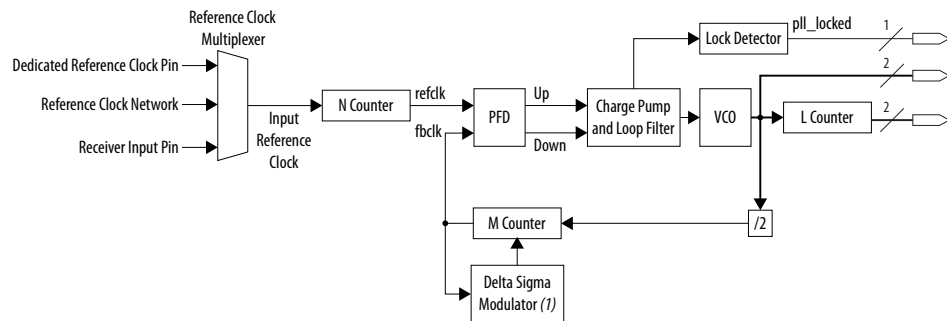 Reference Clock
Multiplexer
Dedicated Reference Clock Pin
Reference Clock Network
Receiver Input Pin
Input
Reference
Clock
N Counter
refclk
fbclk
PFD
Up
Down
Charge Pump
and Loop Filter
Lock Detector
pll_locked
1
VCO
2
L Counter
2
/2
M Counter
Delta Sigma
Modulator (1)